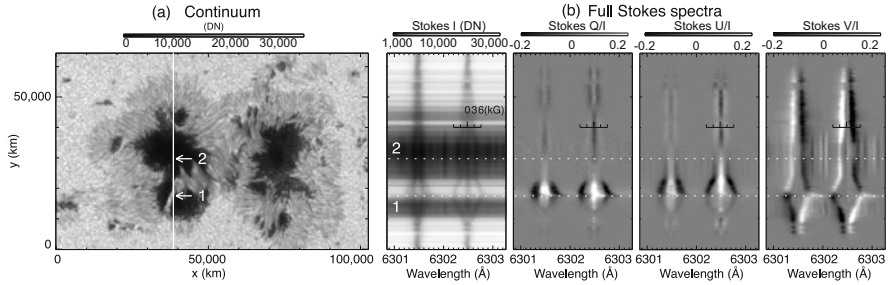 (a) Continuum
(DN)
0 10,000 20,000 30,000
y (km)
50,000
0
2
1
0 50,000 100,000
x (km)
(b) Full Stokes spectra
Stokes I (DN) Stokes Q/I Stokes U/I Stokes V/I
1,000 30,000 -0.2 0 0.2 -0.2 0 0.2 -0.2 0 0.2
036(kG)
2
1
6301 6302 6303 6301 6302 6303 6301 6302 6303 6301 6302 6303
Wavelength (Å) Wavelength (Å) Wavelength (Å) Wavelength (Å)